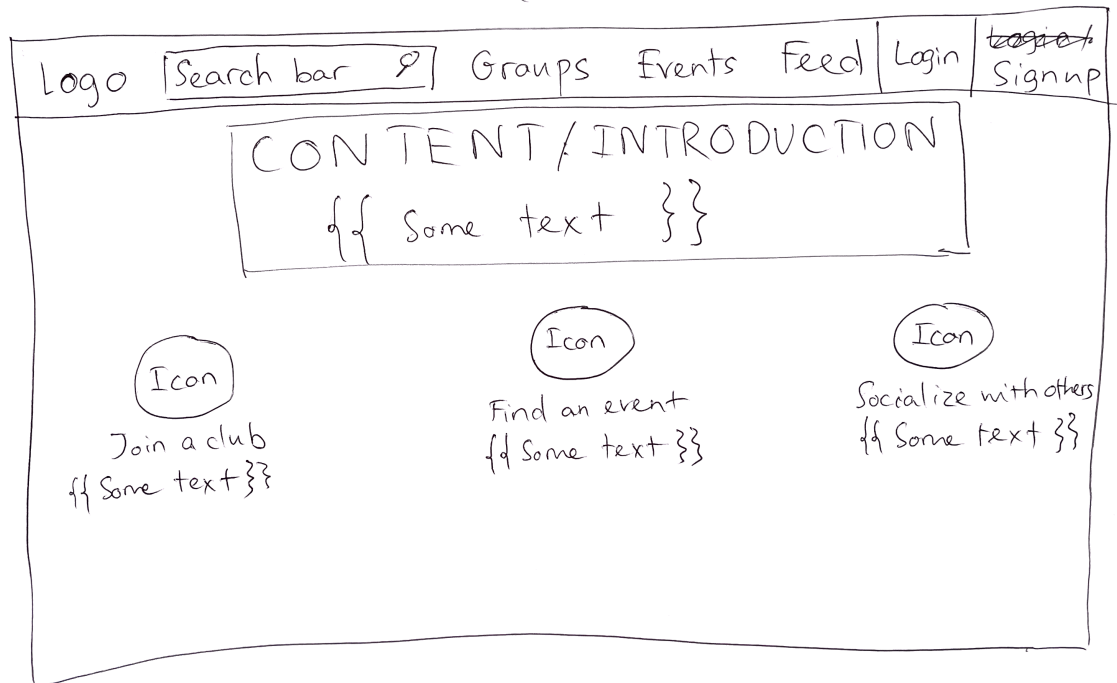 Logo Search bar Groups Events Feed Login Signup
CONTENT/INTRODUCTION
{{ Some text }}
Icon
Join a club
{{ Some text }}
Icon
Find an event
{{ Some text }}
Icon
Socialize with others
{{ Some text }}